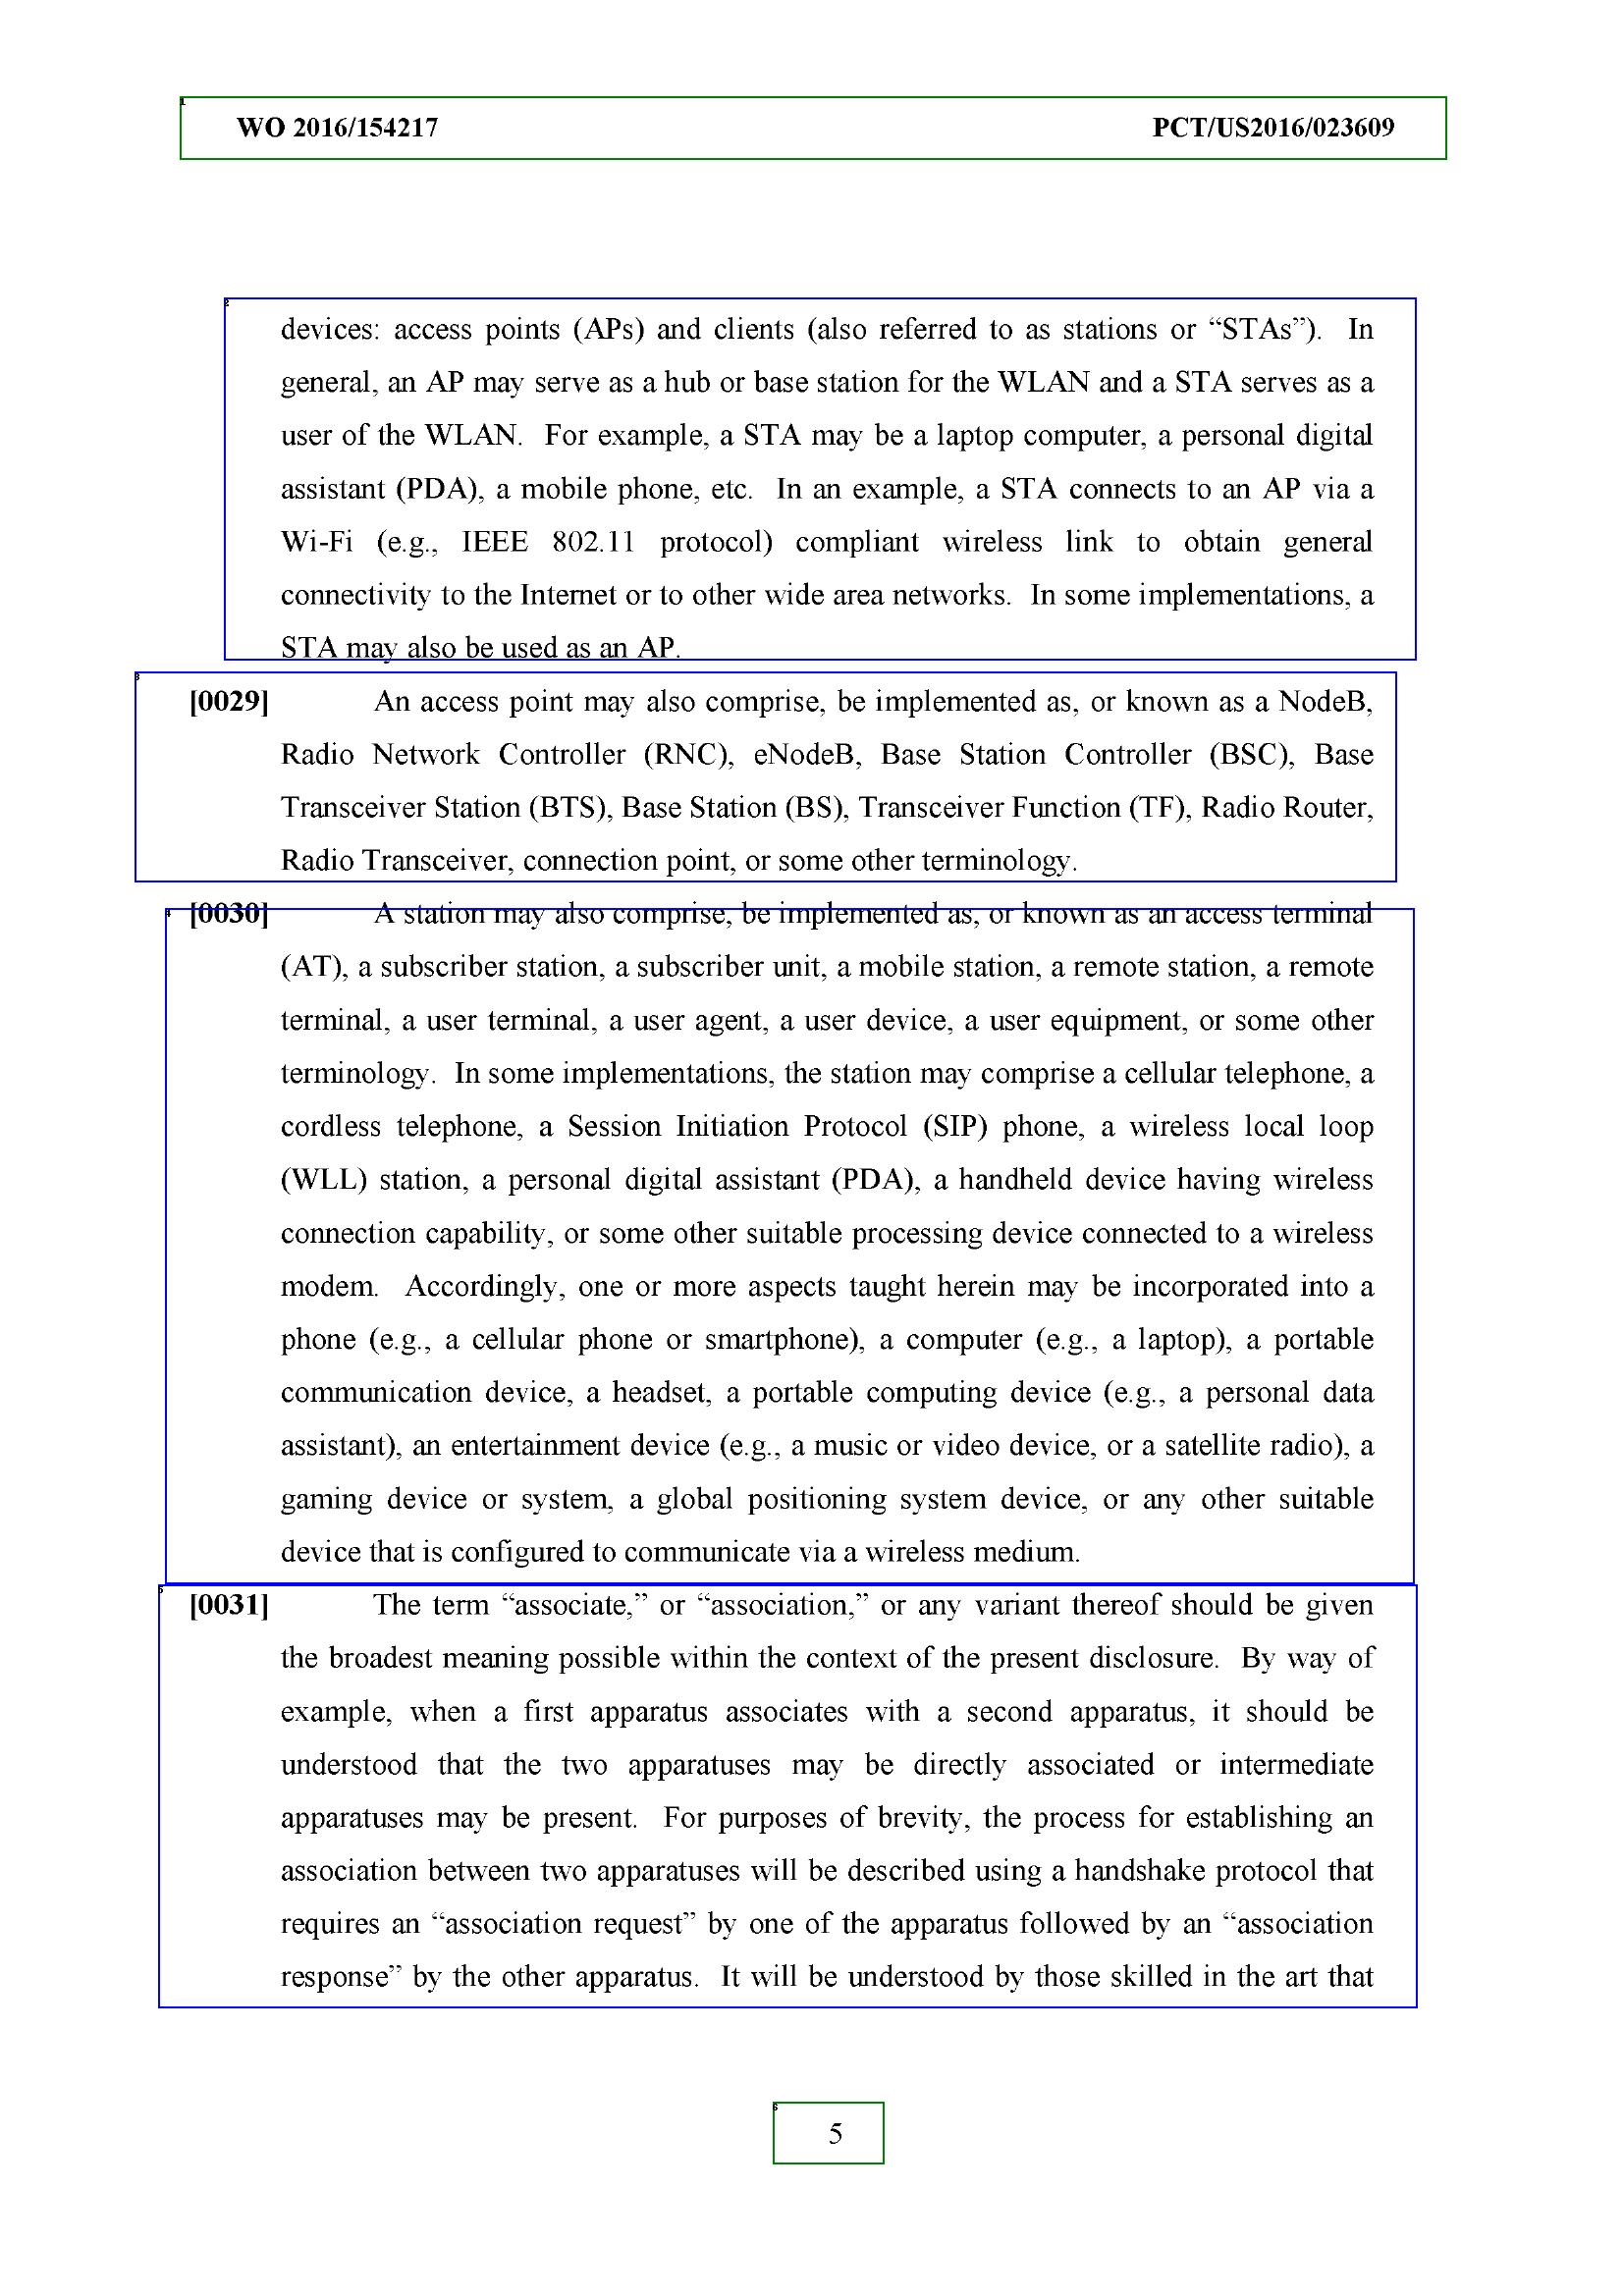 WO 2016/154217 PCT/US2016/023609
devices: access points (APs) and clients (also referred to as stations or “STAs”). In
general, an AP may serve as a hub or base station for the WLAN and a STA serves as a
user of the WLAN. For example, a STA may be a laptop computer, a personal digital
assistant (PDA), a mobile phone, etc. In an example, a STA connects to an AP via a
Wi-Fi (e.g., IEEE 802.11 protocol) compliant wireless link to obtain general
connectivity to the Internet or to other wide area networks. In some implementations, a
STA may also be used as an AP.
[0029] An access point may also comprise, be implemented as, or known as a NodeB,
Radio Network Controller (RNC), eNodeB, Base Station Controller (BSC), Base
Transceiver Station (BTS), Base Station (BS), Transceiver Function (TF), Radio Router,
Radio Transceiver, connection point, or some other terminology.
[0030] A station may also comprise, be implemented as, or known as an access terminal
(AT), a subscriber station, a subscriber unit, a mobile station, a remote station, a remote
terminal, a user terminal, a user agent, a user device, a user equipment, or some other
terminology. In some implementations, the station may comprise a cellular telephone, a
cordless telephone, a Session Initiation Protocol (SIP) phone, a wireless local loop
(WLL) station, a personal digital assistant (PDA), a handheld device having wireless
connection capability, or some other suitable processing device connected to a wireless
modem. Accordingly, one or more aspects taught herein may be incorporated into a
phone (e.g., a cellular phone or smartphone), a computer (e.g., a laptop), a portable
communication device, a headset, a portable computing device (e.g., a personal data
assistant), an entertainment device (e.g., a music or video device, or a satellite radio), a
gaming device or system, a global positioning system device, or any other suitable
device that is configured to communicate via a wireless medium.
[0031] The term “associate,” or “association,” or any variant thereof should be given
the broadest meaning possible within the context of the present disclosure. By way of
example, when a first apparatus associates with a second apparatus, it should be
understood that the two apparatuses may be directly associated or intermediate
apparatuses may be present. For purposes of brevity, the process for establishing an
association between two apparatuses will be described using a handshake protocol that
requires an “association request” by one of the apparatus followed by an “association
response” by the other apparatus. It will be understood by those skilled in the art that
5